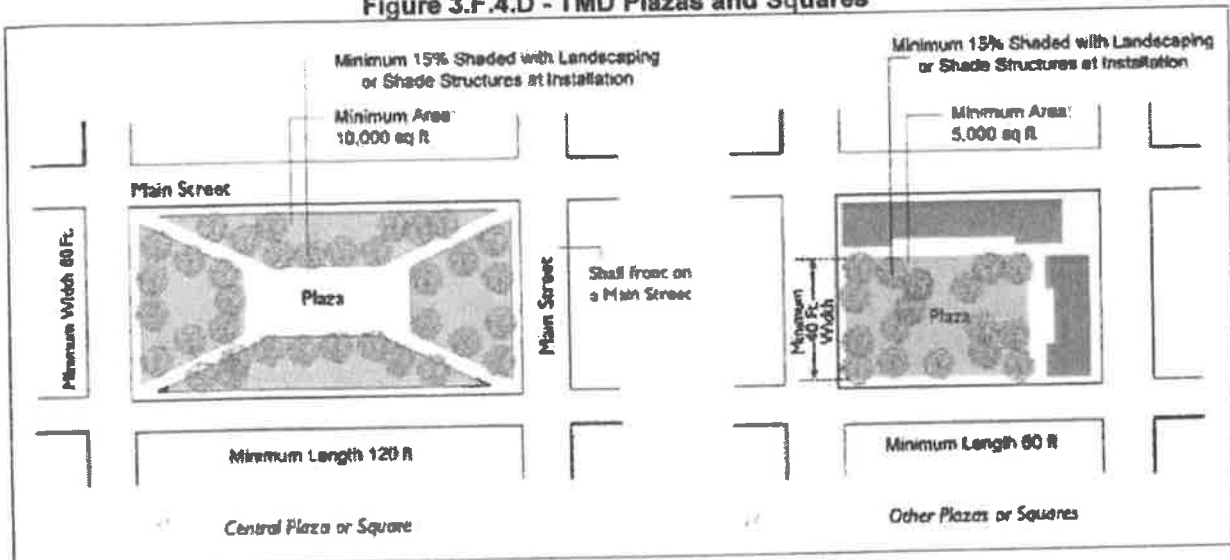 Figure 3.F.4.D - TMD Plazas and Squares
Minimum 15% Shaded with Landscaping
or Shade Structures at Installation
Minimum Area:
10,000 sq ft
Main Street
Minimum Width 60 Ft.
Plaza
Main Street
Shall front on
a Main Street
Minimum Length 120 ft
Central Plaza or Square
Minimum 15% Shaded with Landscaping
or Shade Structures at Installation
Minimum Area:
5,000 sq ft
Minimum
40 Ft.
Width
Plaza
Minimum Length 60 ft
Other Plazas or Squares